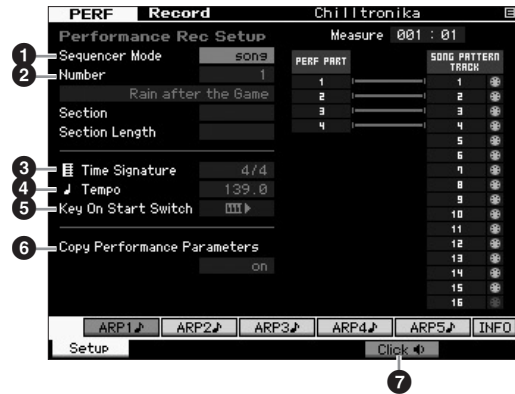 PERF Record Chilltronika E
Performance Rec Setup Measure 001 : 01
1 Sequencer Mode song
2 Number 1
Rain after the Game
Section
Section Length
3 Time Signature 4/4
4 Tempo 139.0
5 Key On Start Switch
6 Copy Performance Parameters
on
PERF PART SONG PATTERN TRACK
1 1
2 2
3 3
4 4
5
6
7
8
9
10
11
12
13
14
15
16
ARP1 ARP2 ARP3 ARP4 ARP5 INFO
Setup Click
7